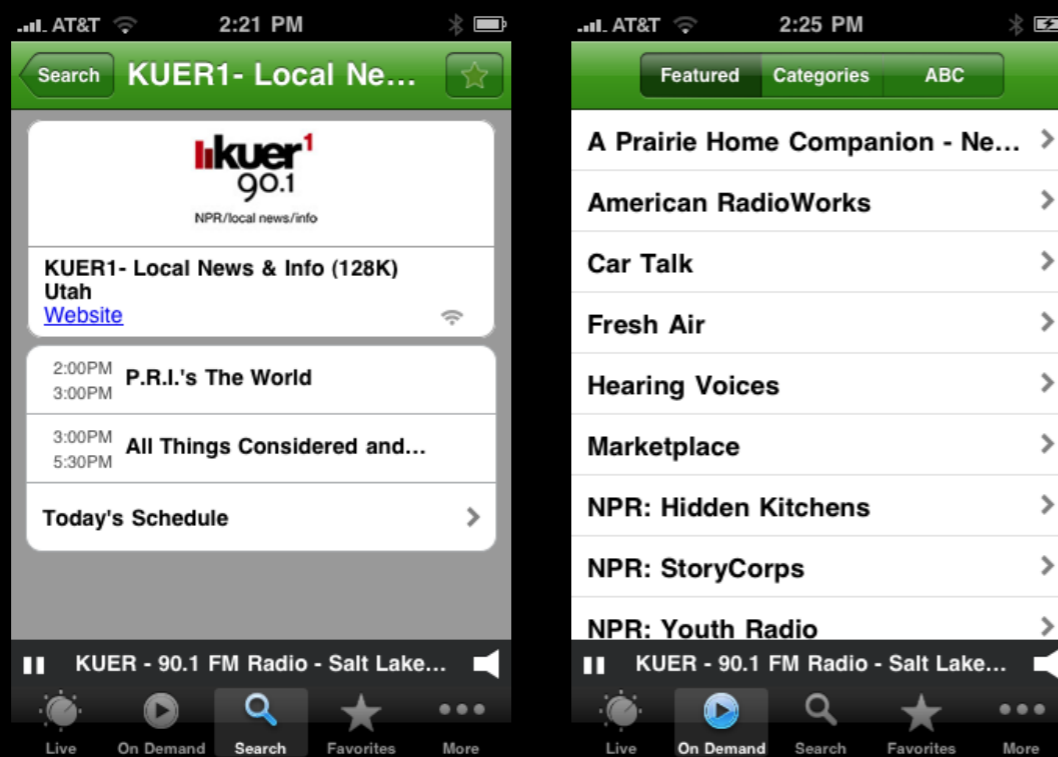 AT&T 2:21 PM
Search KUER1- Local Ne...
kuer1
90.1
NPR/local news/info
KUER1- Local News & Info (128K)
Utah
Website
2:00PM
3:00PM
P.R.I.'s The World
3:00PM
5:30PM
All Things Considered and...
Today's Schedule
KUER - 90.1 FM Radio - Salt Lake...
Live On Demand Search Favorites More
AT&T 2:25 PM
Featured Categories ABC
A Prairie Home Companion - Ne...
American RadioWorks
Car Talk
Fresh Air
Hearing Voices
Marketplace
NPR: Hidden Kitchens
NPR: StoryCorps
NPR: Youth Radio
KUER - 90.1 FM Radio - Salt Lake...
Live On Demand Search Favorites More